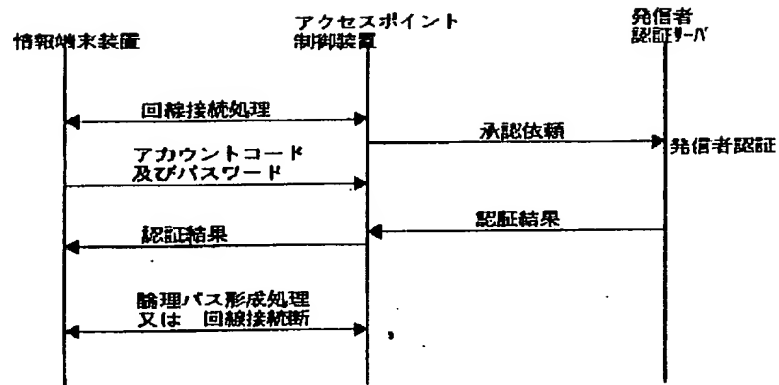 情報端末装置
アクセスポイント
制御装置
発信者
認証サーバ
回線接続処理
承認依頼
発信者認証
アカウントコード
及びパスワード
認証結果
認証結果
論理パス形成処理
又は 回線接続断